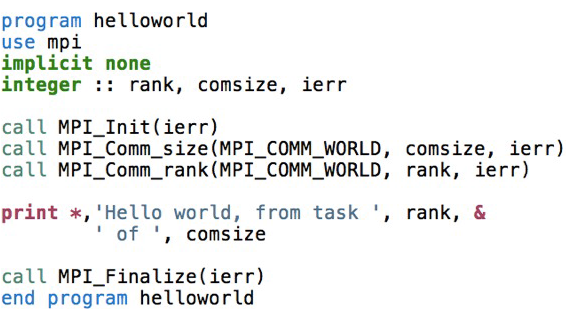 program helloworld
use mpi
implicit none
integer :: rank, comsize, ierr
call MPI_Init(ierr)
call MPI_Comm_size(MPI_COMM_WORLD, comsize, ierr)
call MPI_Comm_rank(MPI_COMM_WORLD, rank, ierr)
print *,'Hello world, from task ', rank, &
' of ', comsize
call MPI_Finalize(ierr)
end program helloworld